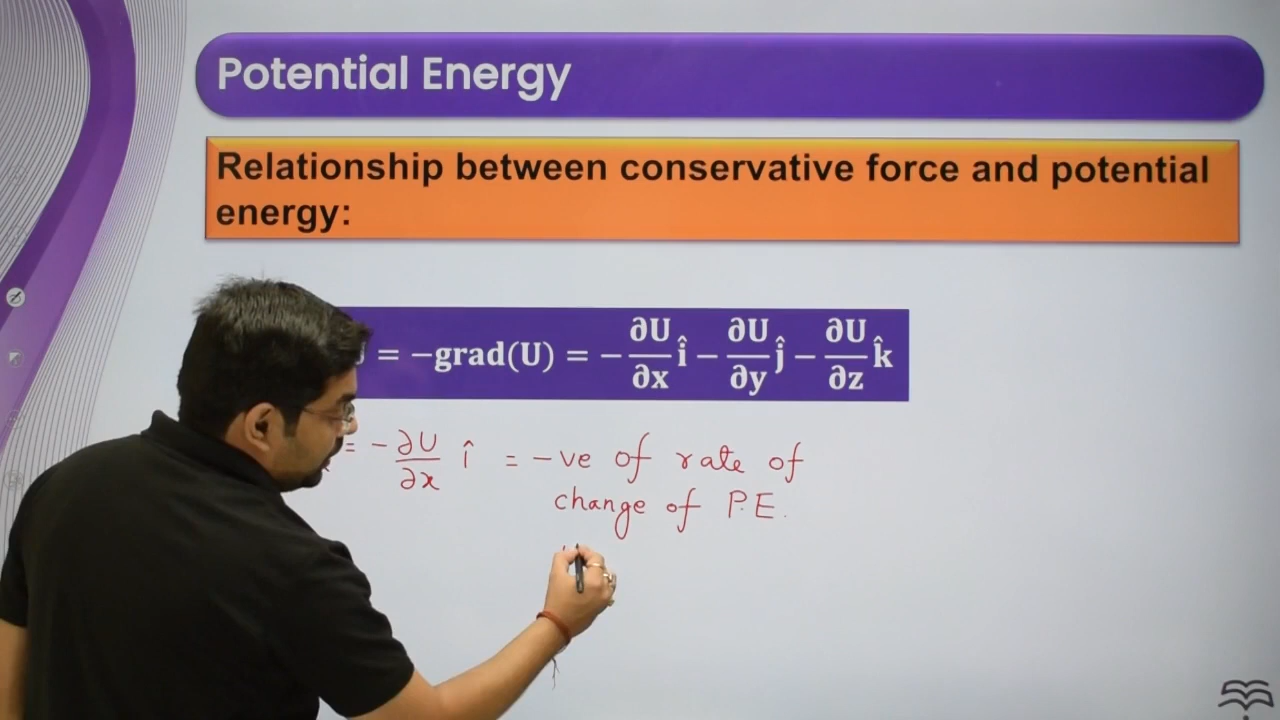 Potential Energy
Relationship between conservative force and potential
energy:
= −grad(U) = −∂U/∂x î − ∂U/∂y ĵ − ∂U/∂z k̂
= −∂U/∂x î = −ve of rate of
change of P.E.